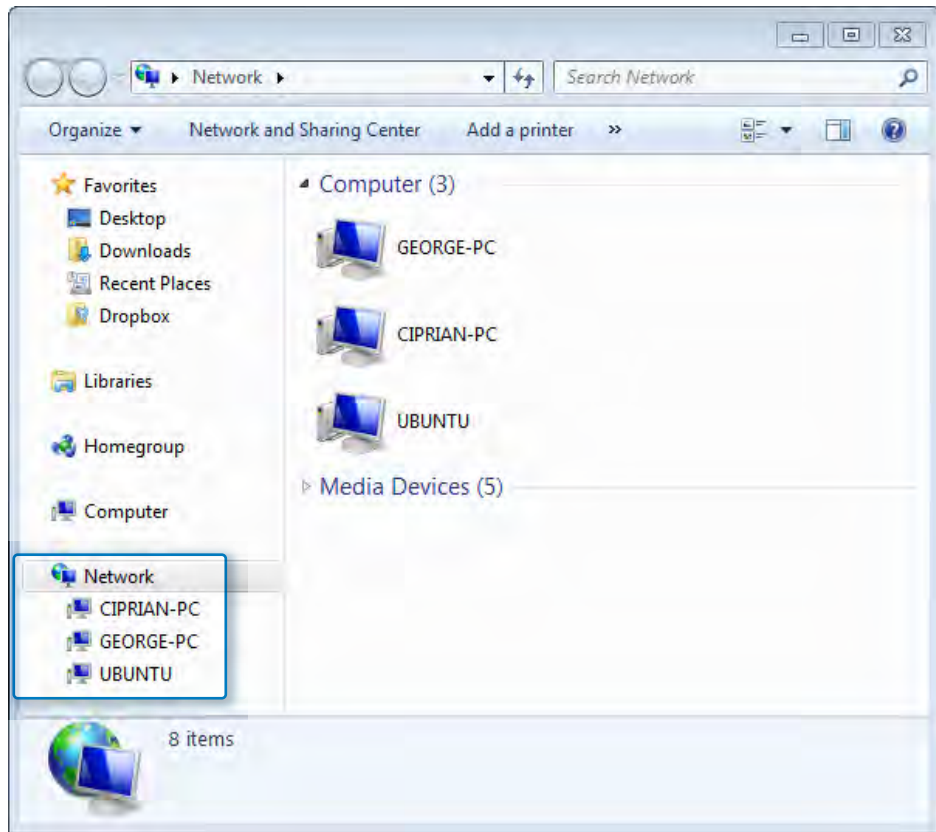 Network
Search Network
Organize
Network and Sharing Center
Add a printer
»
Favorites
Desktop
Downloads
Recent Places
Dropbox
Libraries
Homegroup
Computer
Network
CIPRIAN-PC
GEORGE-PC
UBUNTU
Computer (3)
GEORGE-PC
CIPRIAN-PC
UBUNTU
Media Devices (5)
8 items